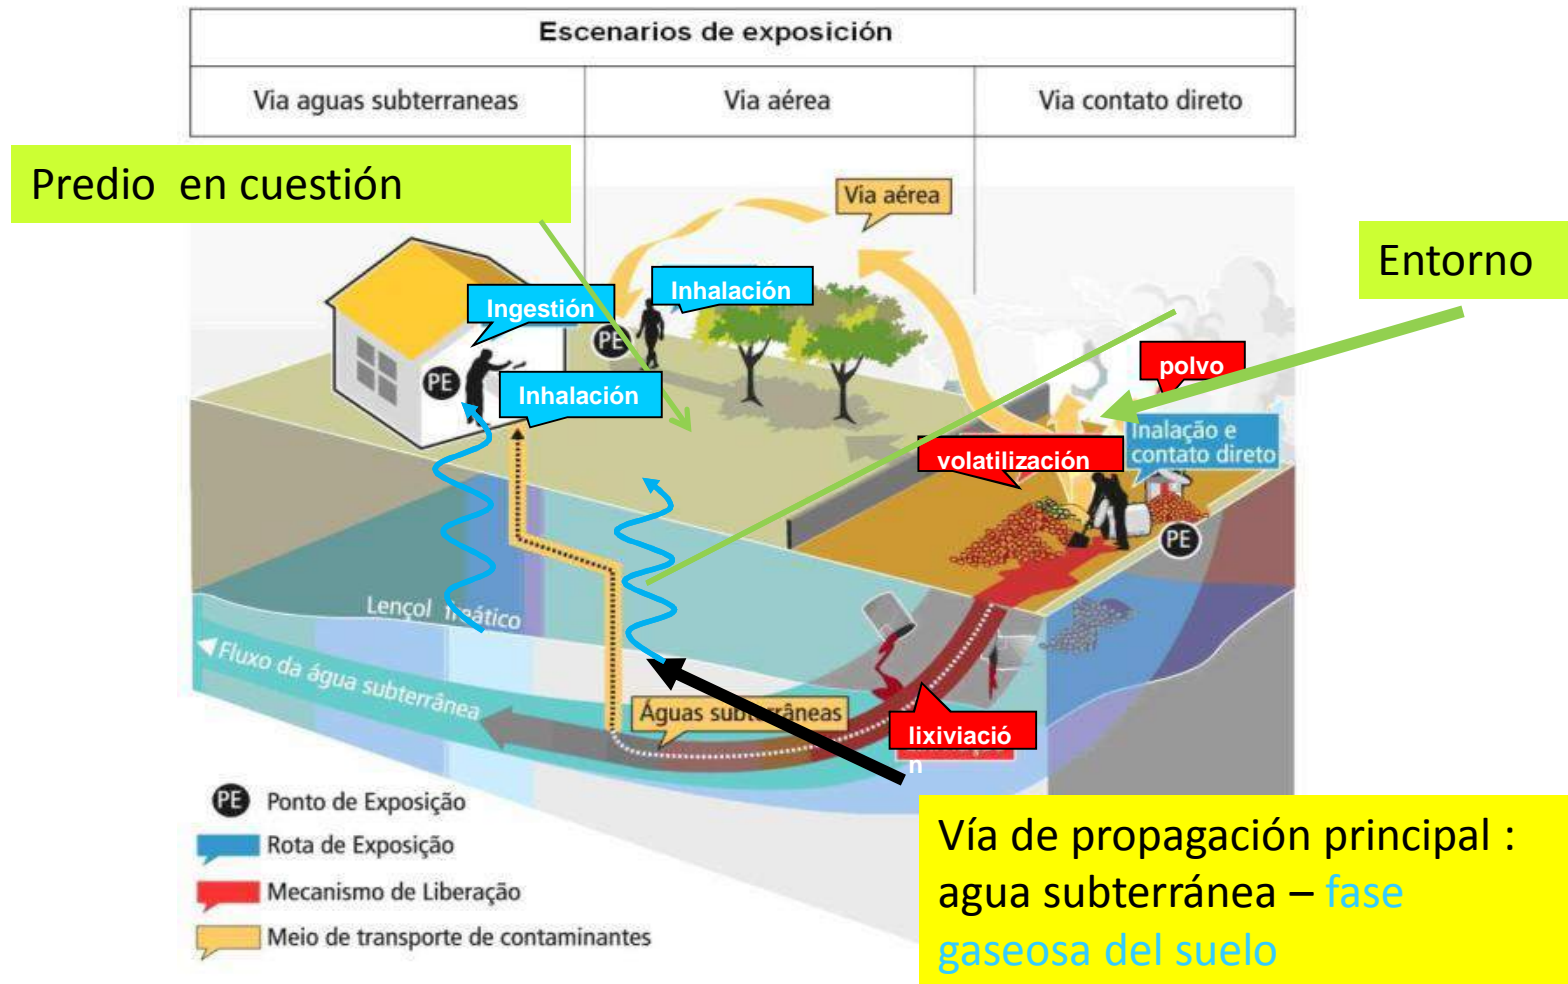 Escenarios de exposición
Via aguas subterraneas
Via aérea
Via contato direto
Predio en cuestión
Via aérea
Entorno
Ingestión
Inhalación
PE
polvo
PE
Inhalación
Inalação e
contato direto
volatilización
PE
Lençol freático
Fluxo da água subterrânea
Águas subterrâneas
lixiviació
n
PE Ponto de Exposição
Rota de Exposição
Mecanismo de Liberação
Meio de transporte de contaminantes
Vía de propagación principal :
agua subterránea – fase
gaseosa del suelo